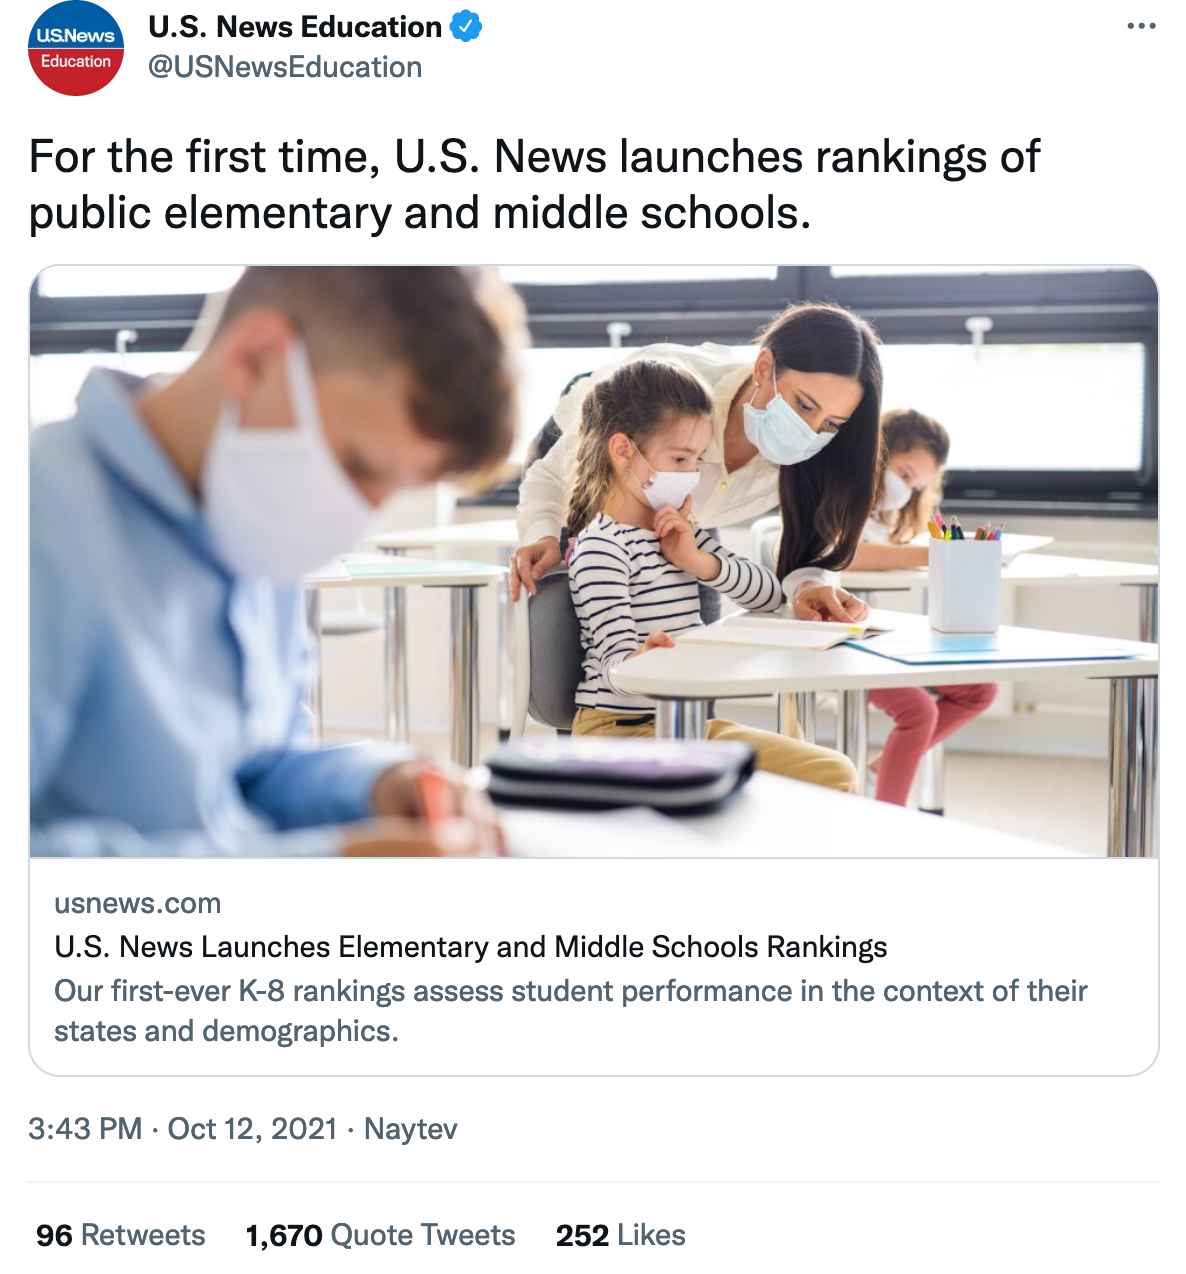 U.S.News
Education
U.S. News Education
@USNewsEducation
For the first time, U.S. News launches rankings of
public elementary and middle schools.
usnews.com
U.S. News Launches Elementary and Middle Schools Rankings
Our first-ever K-8 rankings assess student performance in the context of their
states and demographics.
3:43 PM · Oct 12, 2021 · Naytev
96 Retweets 1,670 Quote Tweets 252 Likes